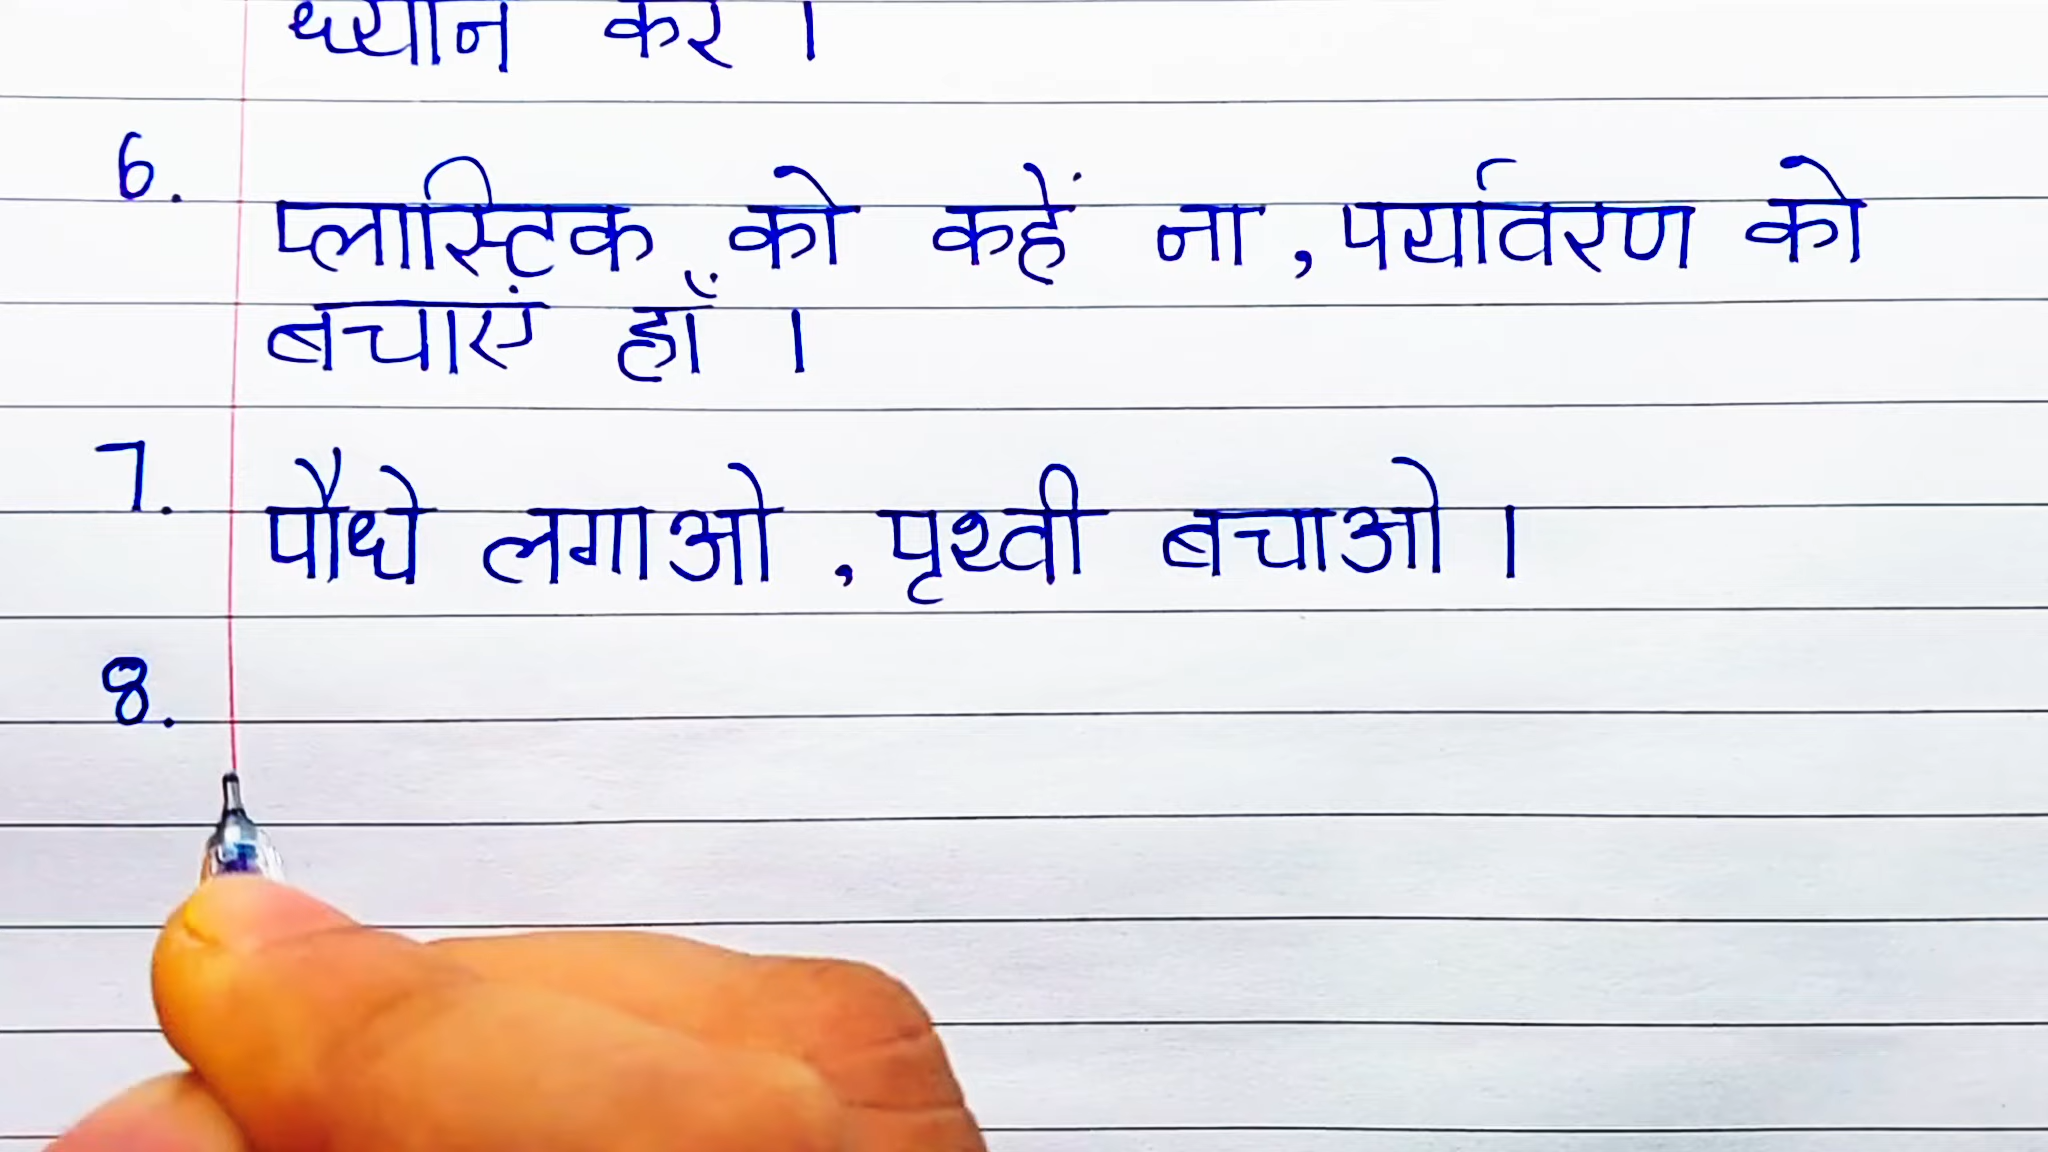 ध्यान करे ।
6. प्लास्टिक को कहें ना, पर्यावरण को
बचाएं हाँ ।
7. पौधे लगाओ, पृथ्वी बचाओ ।
8.